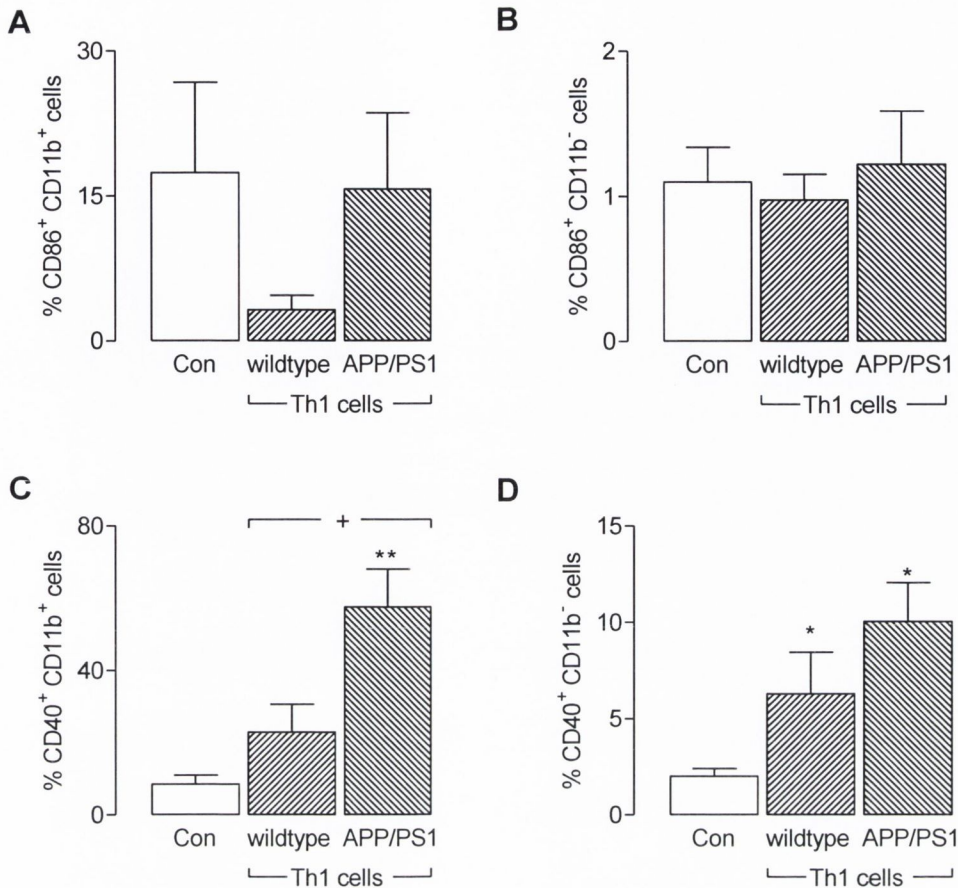 A
% CD86+ CD11b+ cells
30
15
0
Con wildtype APP/PS1
Th1 cells
B
% CD86+ CD11b- cells
2
1
0
Con wildtype APP/PS1
Th1 cells
C
% CD40+ CD11b+ cells
80
40
0
+
**
Con wildtype APP/PS1
Th1 cells
D
% CD40+ CD11b- cells
15
10
5
0
*
*
Con wildtype APP/PS1
Th1 cells